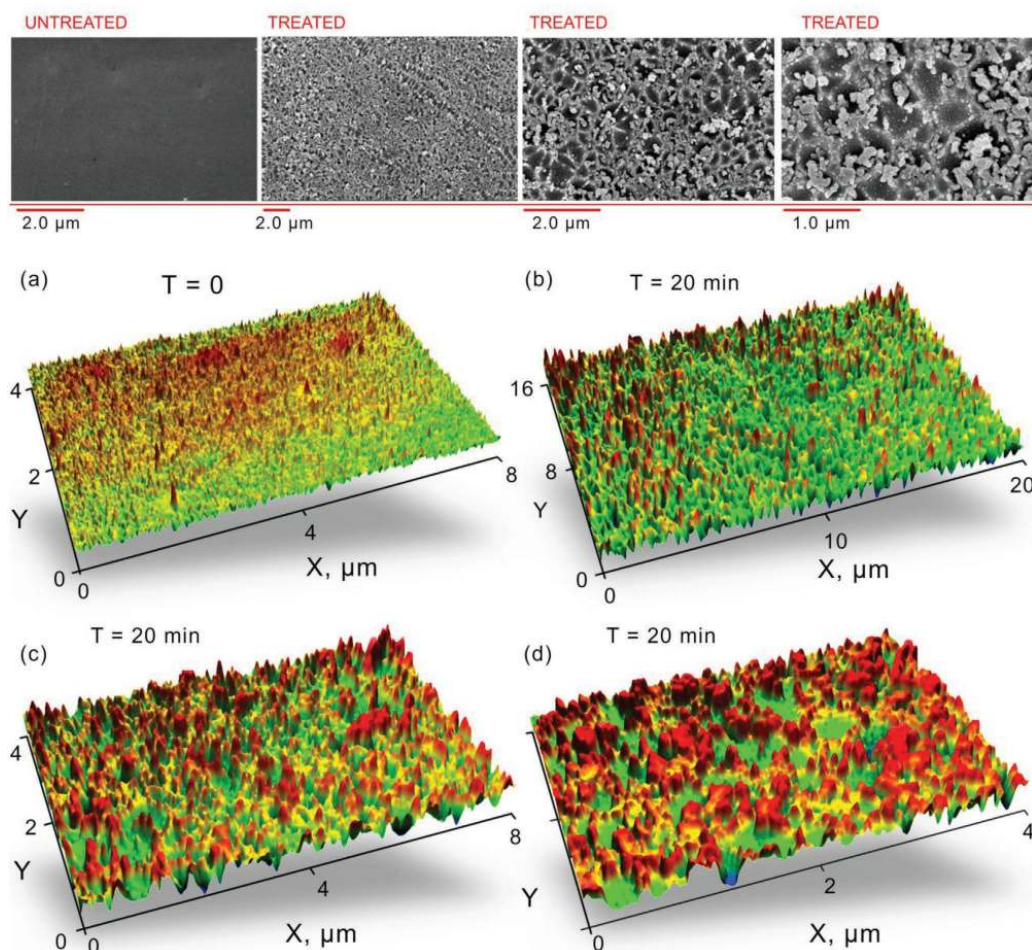 UNTREATED
TREATED
TREATED
TREATED
2.0 µm
2.0 µm
2.0 µm
1.0 µm
(a)
T = 0
4
2
Y
0
0
4
8
X, µm
(b)
T = 20 min
16
8
Y
0
0
10
20
X, µm
(c)
T = 20 min
4
2
Y
0
0
4
8
X, µm
(d)
T = 20 min
4
Y
0
2
4
X, µm